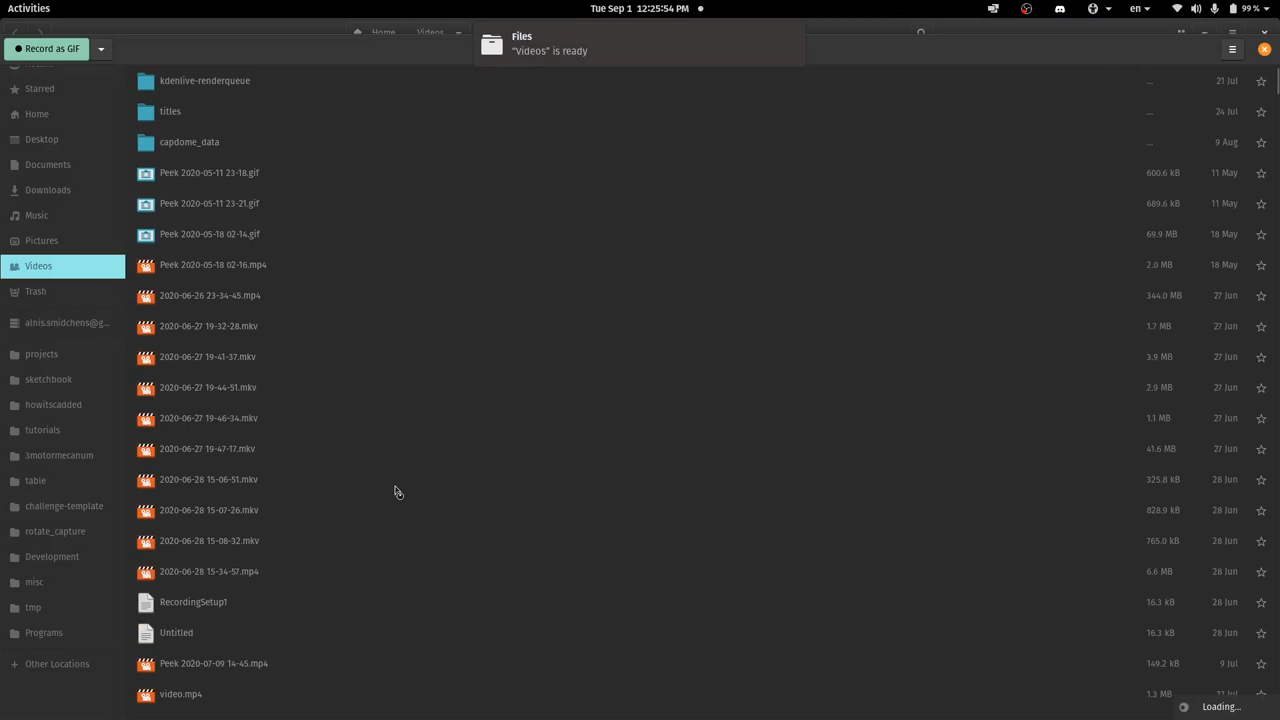 Activities
Tue Sep 1 12:25:54 PM
en
99 %
Home
Videos
Record as GIF
Files
"Videos" is ready
Starred
Home
Desktop
Documents
Downloads
Music
Pictures
Videos
Trash
alnis.smidchens@g...
projects
sketchbook
howitscadded
tutorials
3motormecanum
table
challenge-template
rotate_capture
Development
misc
tmp
Programs
Other Locations
kdenlive-renderqueue ... 21 Jul
titles ... 24 Jul
capdome_data ... 9 Aug
Peek 2020-05-11 23-18.gif 600.6 kB 11 May
Peek 2020-05-11 23-21.gif 689.6 kB 11 May
Peek 2020-05-18 02-14.gif 69.9 MB 18 May
Peek 2020-05-18 02-16.mp4 2.0 MB 18 May
2020-06-26 23-34-45.mp4 344.0 MB 27 Jun
2020-06-27 19-32-28.mkv 1.7 MB 27 Jun
2020-06-27 19-41-37.mkv 3.9 MB 27 Jun
2020-06-27 19-44-51.mkv 2.9 MB 27 Jun
2020-06-27 19-46-34.mkv 1.1 MB 27 Jun
2020-06-27 19-47-17.mkv 41.6 MB 27 Jun
2020-06-28 15-06-51.mkv 325.8 kB 28 Jun
2020-06-28 15-07-26.mkv 828.9 kB 28 Jun
2020-06-28 15-08-32.mkv 765.0 kB 28 Jun
2020-06-28 15-34-57.mp4 6.6 MB 28 Jun
RecordingSetup1 16.3 kB 28 Jun
Untitled 16.3 kB 28 Jun
Peek 2020-07-09 14-45.mp4 149.2 kB 9 Jul
video.mp4 1.3 MB
Loading...